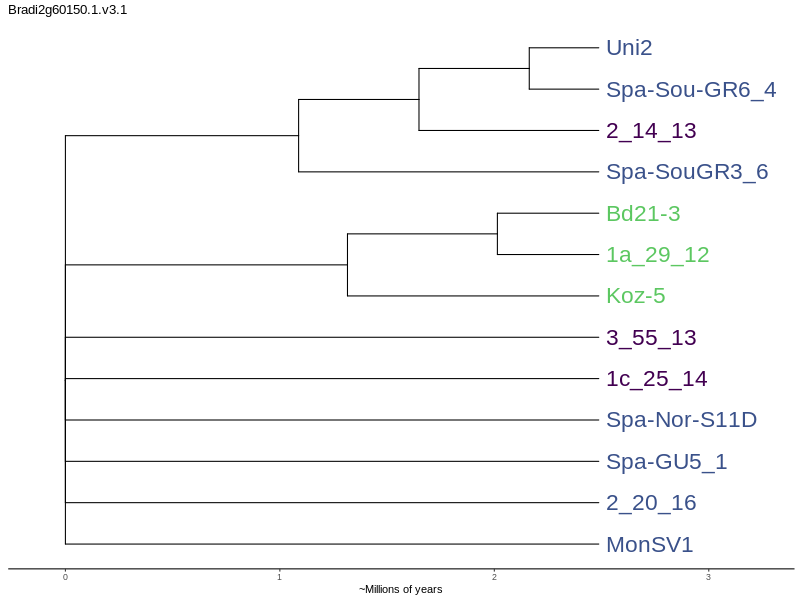 Bradi2g60150.1.v3.1
Uni2
Spa-Sou-GR6_4
2_14_13
Spa-SouGR3_6
Bd21-3
1a_29_12
Koz-5
3_55_13
1c_25_14
Spa-Nor-S11D
Spa-GU5_1
2_20_16
MonSV1
0 1 2 3
~Millions of years